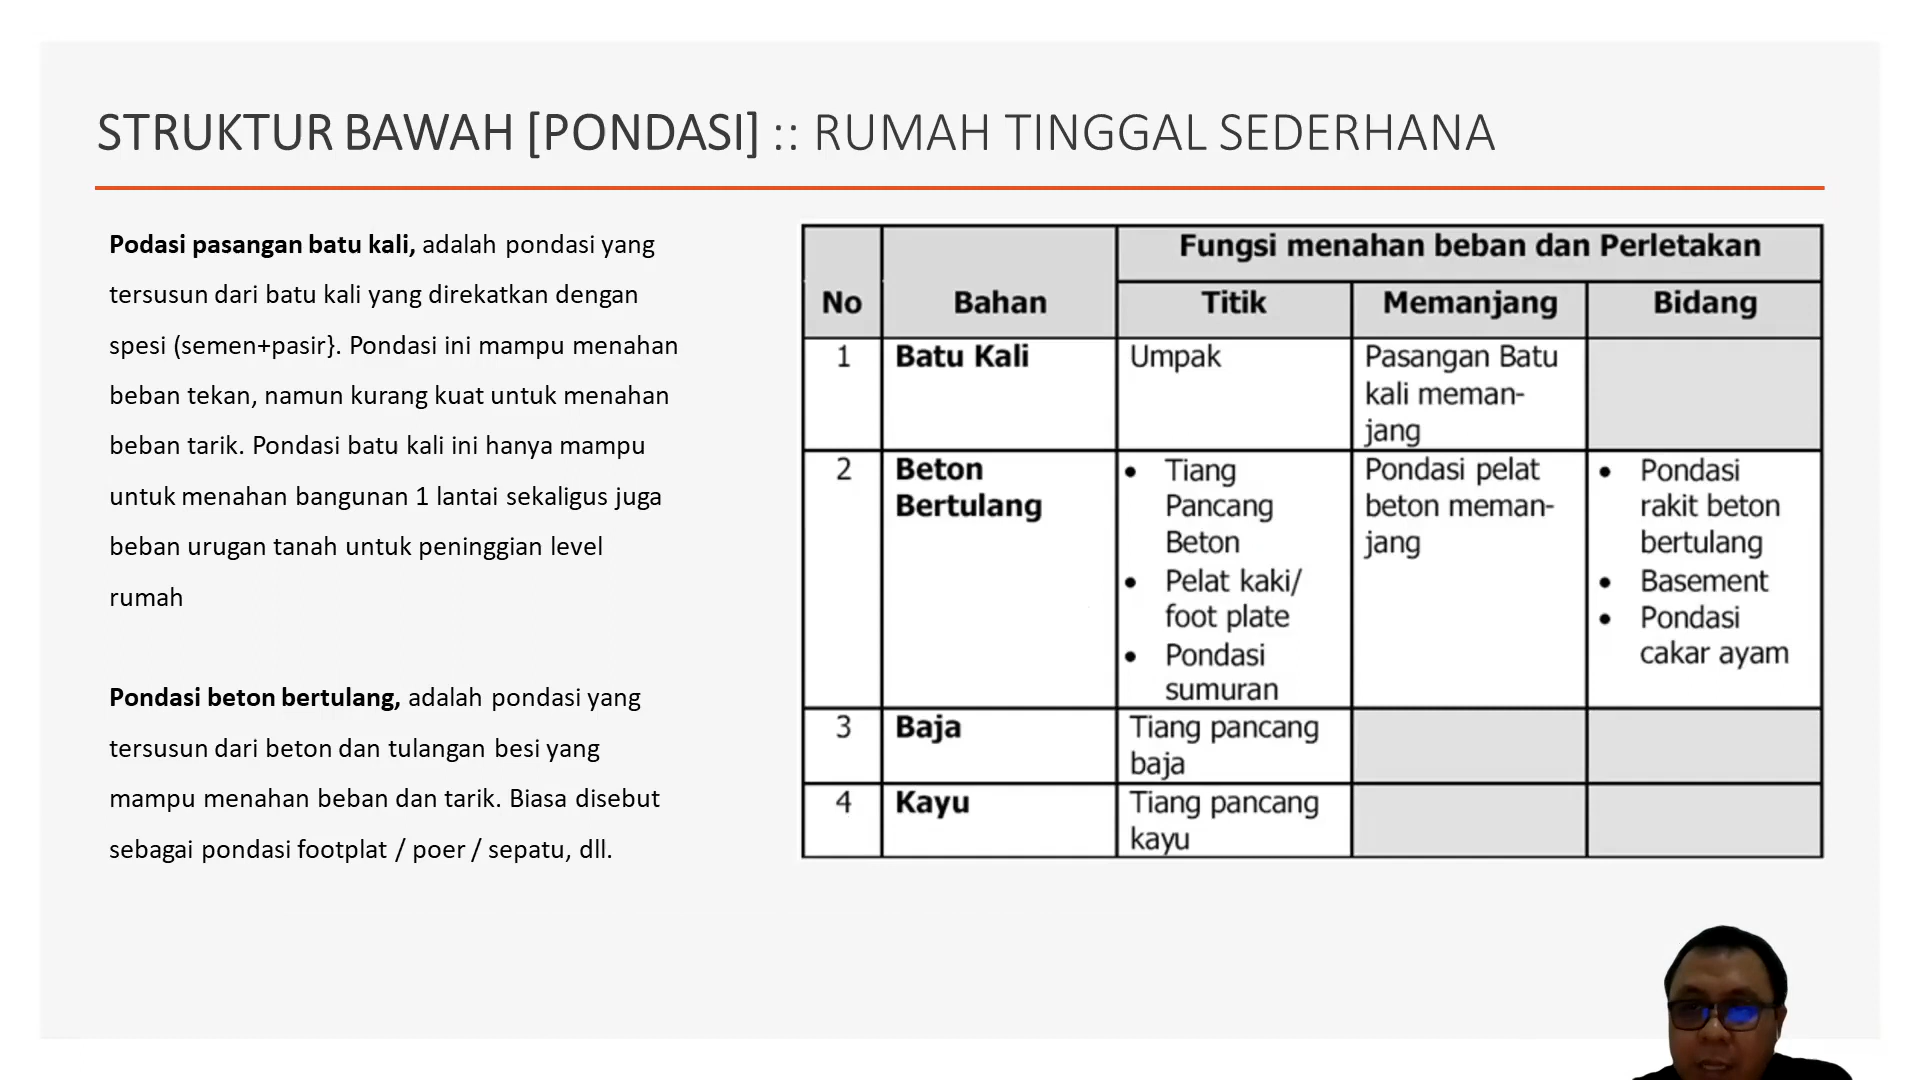 STRUKTUR BAWAH [PONDASI] :: RUMAH TINGGAL SEDERHANA
Podasi pasangan batu kali, adalah pondasi yang
tersusun dari batu kali yang direkatkan dengan
spesi (semen+pasir}. Pondasi ini mampu menahan
beban tekan, namun kurang kuat untuk menahan
beban tarik. Pondasi batu kali ini hanya mampu
untuk menahan bangunan 1 lantai sekaligus juga
beban urugan tanah untuk peninggian level
rumah
Pondasi beton bertulang, adalah pondasi yang
tersusun dari beton dan tulangan besi yang
mampu menahan beban dan tarik. Biasa disebut
sebagai pondasi footplat / poer / sepatu, dll.
Fungsi menahan beban dan Perletakan
No Bahan Titik Memanjang Bidang
1 Batu Kali Umpak Pasangan Batu
kali meman-
jang
2 Beton • Tiang Pondasi pelat • Pondasi
Bertulang Pancang beton meman- rakit beton
Beton jang bertulang
• Pelat kaki/ • Basement
foot plate • Pondasi
• Pondasi cakar ayam
sumuran
3 Baja Tiang pancang
baja
4 Kayu Tiang pancang
kayu